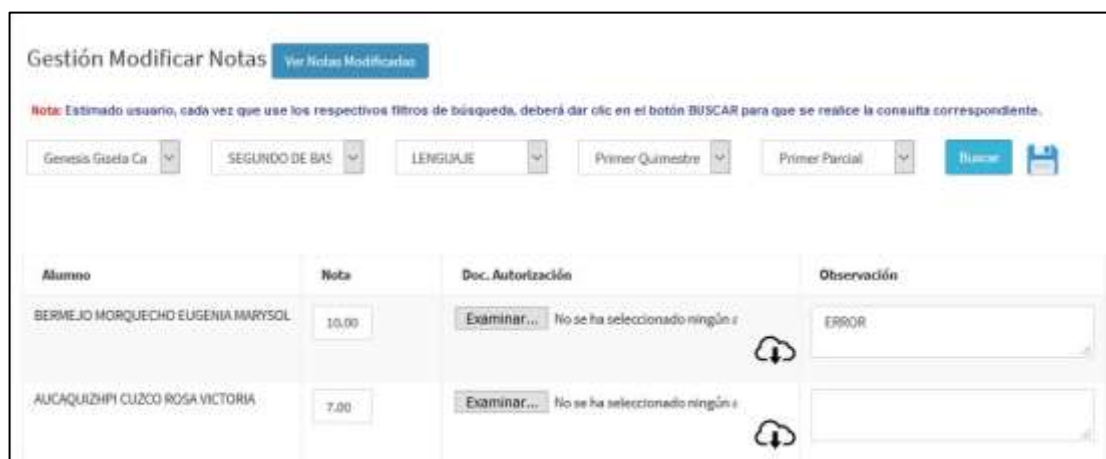 Gestión Modificar Notas Ver Notas Modificadas
Nota: Estimado usuario, cada vez que use los respectivos filtros de búsqueda, deberá dar clic en el botón BUSCAR para que se realice la consulta correspondiente.
Genesis Gisela Ca SEGUNDO DE BAS LENGUAJE Primer Quimestre Primer Parcial Buscar
Alumno Nota Doc. Autorización Observación
BERMEJO MORQUECHO EUGENIA MARYSOL 10.00 Examinar... No se ha seleccionado ningún a ERROR
AUCAQUIZHPI CUZCO ROSA VICTORIA 7.00 Examinar... No se ha seleccionado ningún a